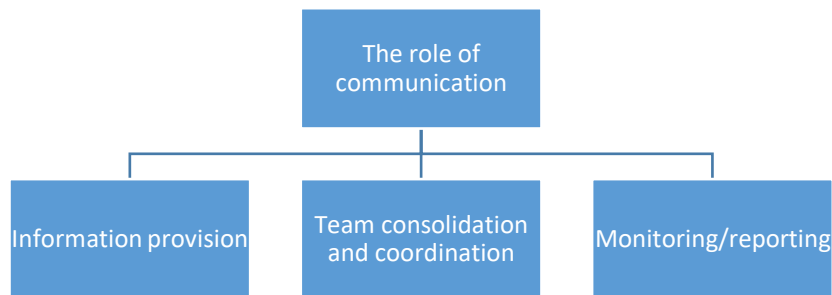 The role of
communication
Information provision
Team consolidation
and coordination
Monitoring/reporting